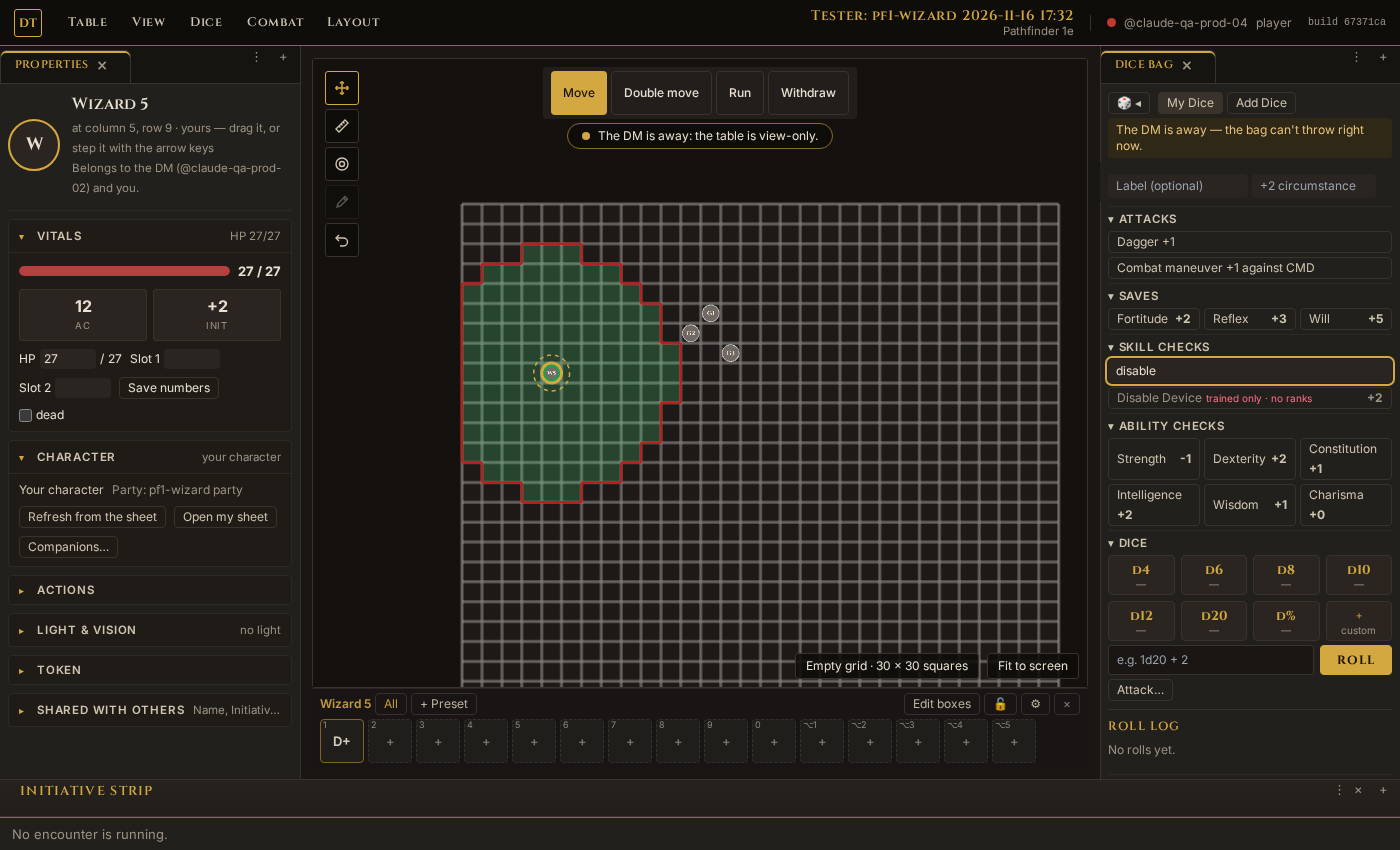 DT
TABLE
VIEW
DICE
COMBAT
LAYOUT
TESTER: PF1-WIZARD 2026-11-16 17:32
Pathfinder 1e
@claude-qa-prod-04 player
build 67371ca
PROPERTIES ×
⋮ +
W
WIZARD 5
at column 5, row 9 · yours — drag it, or
step it with the arrow keys
Belongs to the DM (@claude-qa-prod-
02) and you.
▾ VITALS HP 27/27
27 / 27
12
AC
+2
INIT
HP 27 / 27 Slot 1
Slot 2 Save numbers
dead
▾ CHARACTER your character
Your character Party: pf1-wizard party
Refresh from the sheet Open my sheet
Companions...
▸ ACTIONS
▸ LIGHT & VISION no light
▸ TOKEN
▸ SHARED WITH OTHERS Name, Initiativ...
Move Double move Run Withdraw
The DM is away: the table is view-only.
G1
G2
G3
W5
Empty grid · 30 × 30 squares Fit to screen
Wizard 5 All + Preset Edit boxes 🔓 ⚙ ×
1 2 3 4 5 6 7 8 9 0 ⌥1 ⌥2 ⌥3 ⌥4 ⌥5
D+ + + + + + + + + + + + + + +
DICE BAG ×
⋮ +
🎲 ◂ My Dice Add Dice
The DM is away — the bag can't throw right
now.
Label (optional) +2 circumstance
▾ ATTACKS
Dagger +1
Combat maneuver +1 against CMD
▾ SAVES
Fortitude +2 Reflex +3 Will +5
▾ SKILL CHECKS
disable
Disable Device trained only · no ranks +2
▾ ABILITY CHECKS
Strength -1 Dexterity +2 Constitution +1
Intelligence +2 Wisdom +1 Charisma +0
▾ DICE
D4 D6 D8 D10
— — — —
D12 D20 D% +
— — — custom
e.g. 1d20 + 2 ROLL
Attack...
ROLL LOG
No rolls yet.
INITIATIVE STRIP
⋮ × +
No encounter is running.